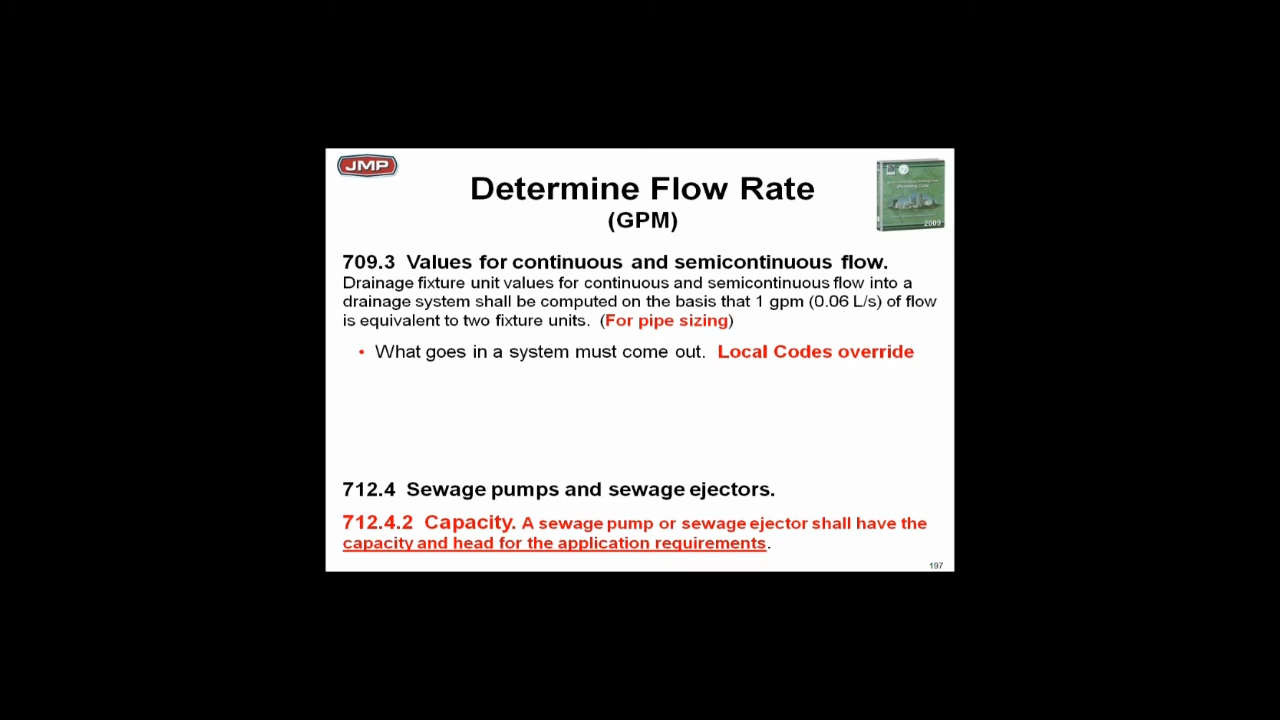 JMP
Determine Flow Rate
(GPM)
2009
709.3 Values for continuous and semicontinuous flow.
Drainage fixture unit values for continuous and semicontinuous flow into a
drainage system shall be computed on the basis that 1 gpm (0.06 L/s) of flow
is equivalent to two fixture units. (For pipe sizing)
• What goes in a system must come out. Local Codes override
712.4 Sewage pumps and sewage ejectors.
712.4.2 Capacity. A sewage pump or sewage ejector shall have the
capacity and head for the application requirements.
197